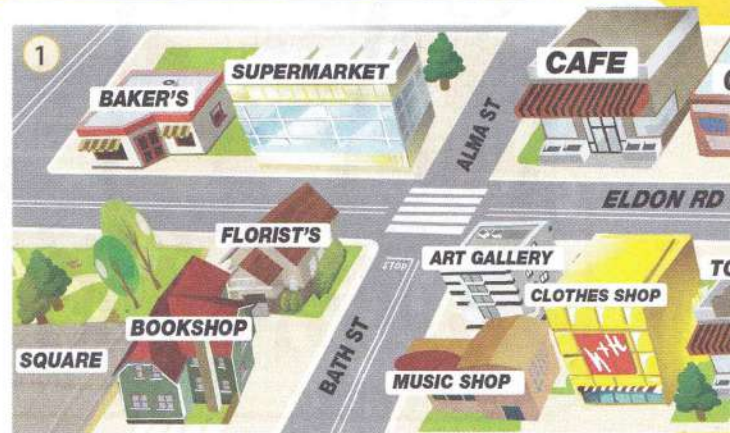 1
CAFE
SUPERMARKET
BAKER'S
ALMA ST
ELDON RD
FLORIST'S
STOP
ART GALLERY
CLOTHES SHOP
BOOKSHOP
SQUARE
BATH ST
MUSIC SHOP